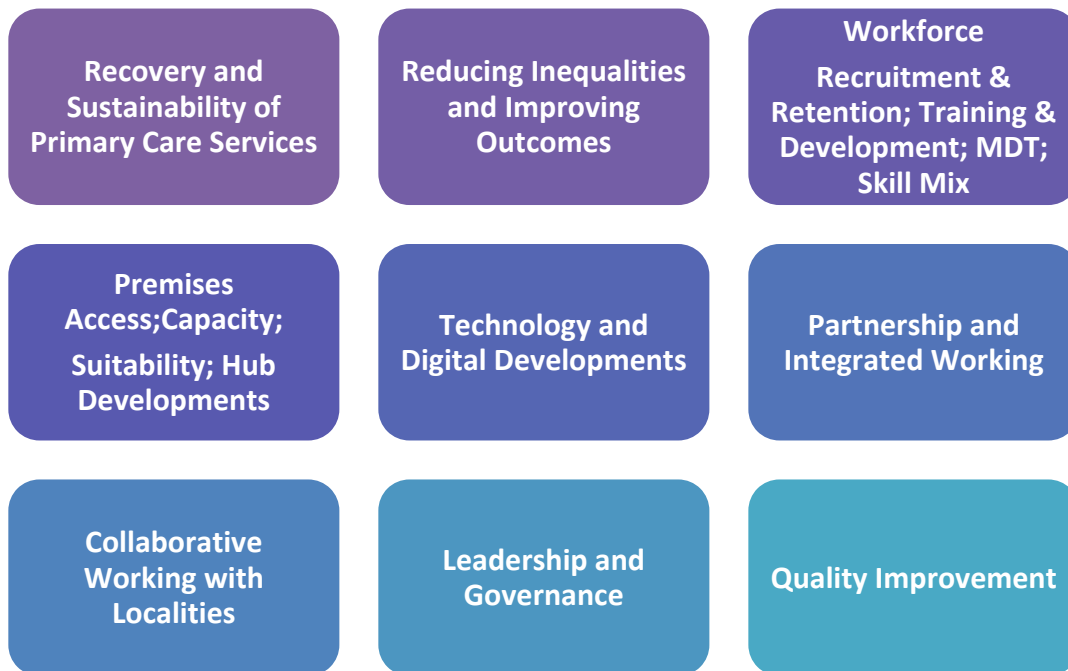 Recovery and
Sustainability of
Primary Care Services
Reducing Inequalities
and Improving
Outcomes
Workforce
Recruitment &
Retention; Training &
Development; MDT;
Skill Mix
Premises
Access;Capacity;
Suitability; Hub
Developments
Technology and
Digital Developments
Partnership and
Integrated Working
Collaborative
Working with
Localities
Leadership and
Governance
Quality Improvement